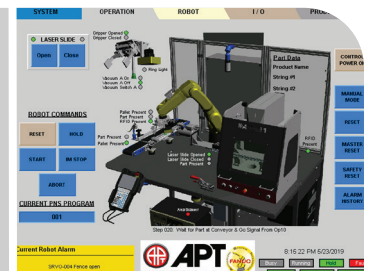 SYSTEM OPERATION ROBOT I / O
LASER SLIDE
Open Close
Gripper Opened
Gripper Closed
Ring Light
Vacuum A On
Vacuum A Off
Vacuum Switch A
Part Data
Product Name
String #1
String #2
CONTROL
POWER ON
MANUAL
MODE
RESET
MASTER
RESET
SAFETY
RESET
ALARM
HISTORY
ROBOT COMMANDS
RESET HOLD
START IM STOP
ABORT
CURRENT PNS PROGRAM
001
Pallet Present
Part Present
RFID Present
Part Present
Pallet Present
RFID
Present
Laser Slide Opened
Laser Slide Closed
Part Present
Step 020: Wait for Part at Conveyor & Go Signal From Op10
Current Robot Alarm
SRVO-004 Fence open
APT
FANUC
8:15:22 PM 5/23/2019
Busy Running Hold